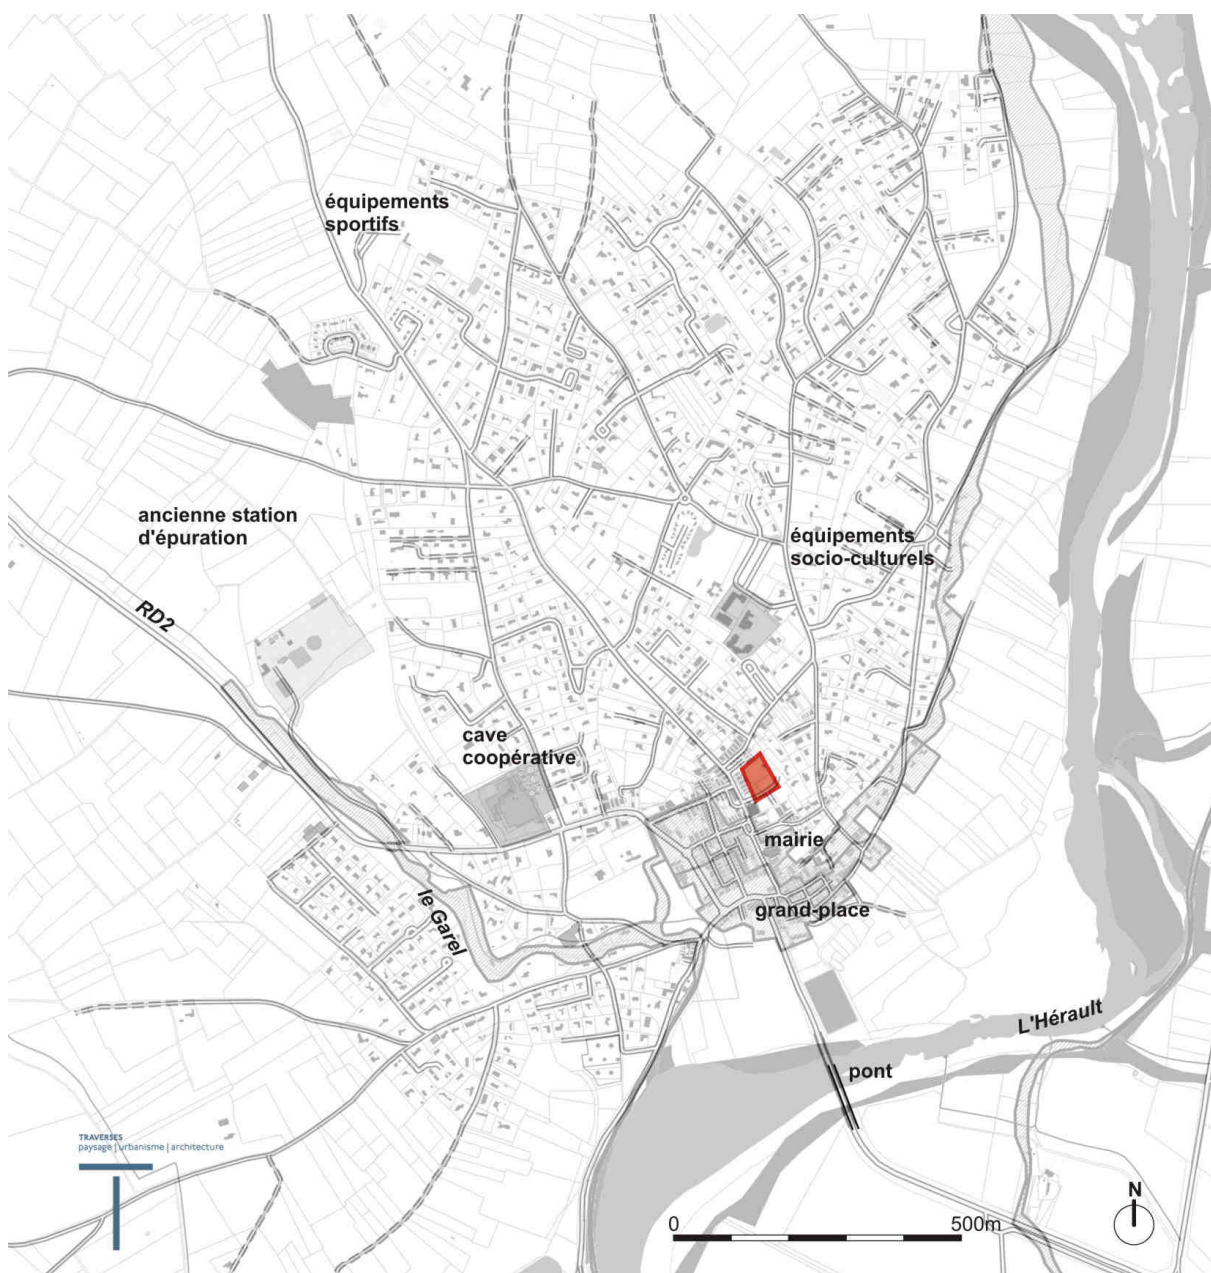 équipements
sportifs
ancienne station
d'épuration
RD2
équipements
socio-culturels
cave
coopérative
mairie
le Garel
grand-place
L'Hérault
pont
TRAVERSES
paysage | urbanisme | architecture
N
0 500m